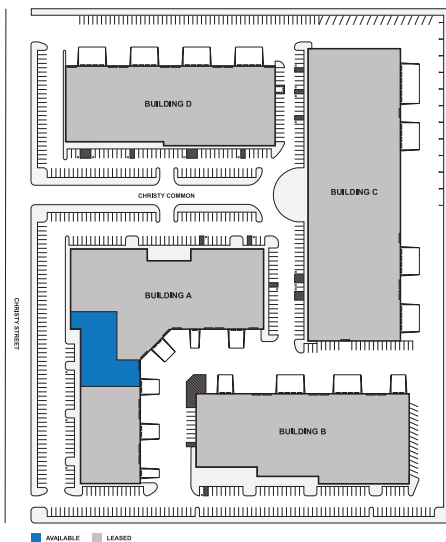 BUILDING D
BUILDING C
CHRISTY COMMON
BUILDING A
CHRISTY STREET
BUILDING B
AVAILABLE
LEASED